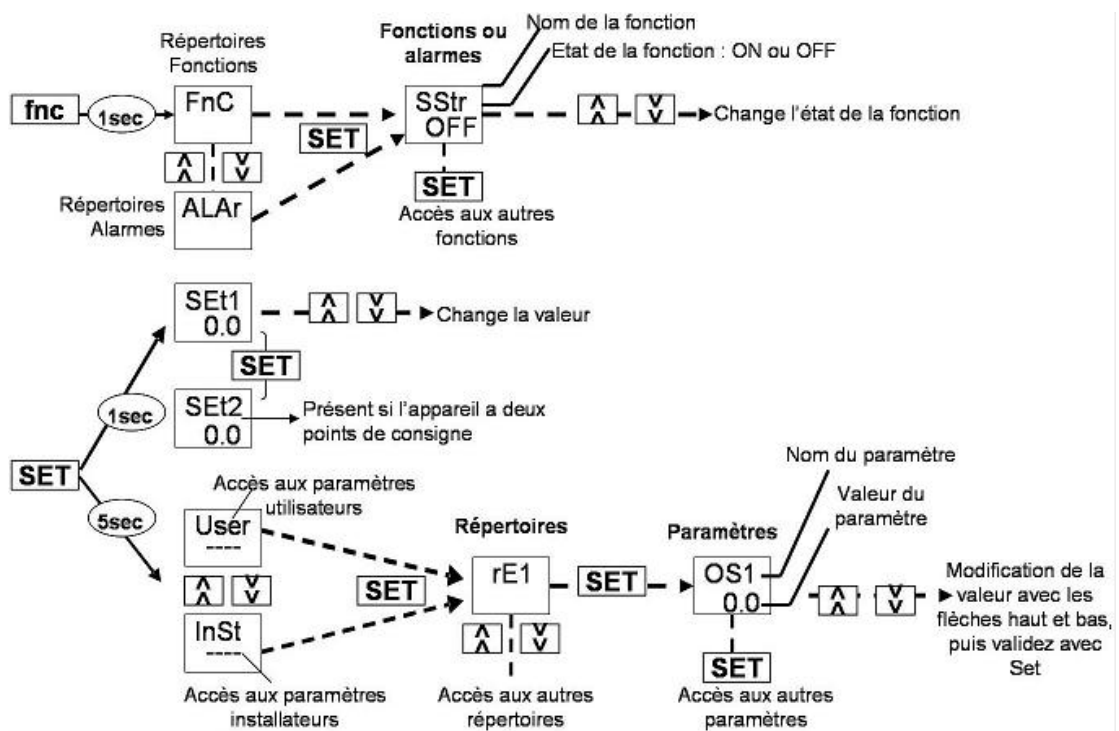 Répertoires
Fonctions
Fonctions ou
alarmes
Nom de la fonction
Etat de la fonction : ON ou OFF
fnc
1sec
FnC
SET
SStr
OFF
Change l'état de la fonction
SET
Accès aux autres
fonctions
Répertoires
Alarmes
ALAr
SEt1
0.0
Change la valeur
SET
SEt2
0.0
Présent si l'appareil a deux
points de consigne
1sec
SET
5sec
Accès aux paramètres
utilisateurs
User
----
InSt
----
Accès aux paramètres
installateurs
SET
Répertoires
rE1
Accès aux autres
répertoires
SET
Paramètres
Nom du paramètre
Valeur du
paramètre
OS1
0.0
SET
Accès aux autres
paramètres
Modification de la
valeur avec les
flèches haut et bas,
puis validez avec
Set